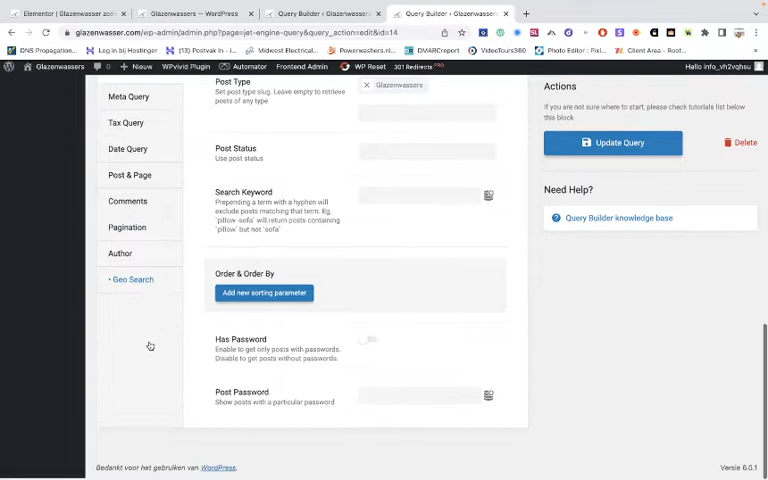 Elementor | Glazenwasser zoe
Glazenwassers — WordPress
Query Builder ‹ Glazenwassers
Query Builder ‹ Glazenwassers
glazenwasser.com/wp-admin/admin.php?page=jet-engine-query&query_action=edit&id=14
DNS Propagation...
Log in bij Hostinger
Postvak In -
Midwest Electrical...
Powerwashers.nl...
DMARCreport
VideoTours360
Photo Editor : Pixl...
Client Area - Root...
Glazenwassers
0
Nieuw
WPvivid Plugin
Automator
Frontend Admin
WP Reset
301 Redirects PRO
Hallo info_vh2vqhsu
Meta Query
Tax Query
Date Query
Post & Page
Comments
Pagination
Author
• Geo Search
Post Type
Set post type slug. Leave empty to retrieve
posts of any type
× Glazenwassers
Post Status
Use post status
Search Keyword
Prepending a term with a hyphen will
exclude posts matching that term. Eg,
'pillow -sofa' will return posts containing
'pillow' but not 'sofa'
Order & Order By
Add new sorting parameter
Has Password
Enable to get only posts with passwords.
Disable to get posts without passwords.
Post Password
Show posts with a particular password
Actions
If you are not sure where to start, please check tutorials list below
this block
Update Query
Delete
Need Help?
Query Builder knowledge base
Bedankt voor het gebruiken van WordPress.
Versie 6.0.1